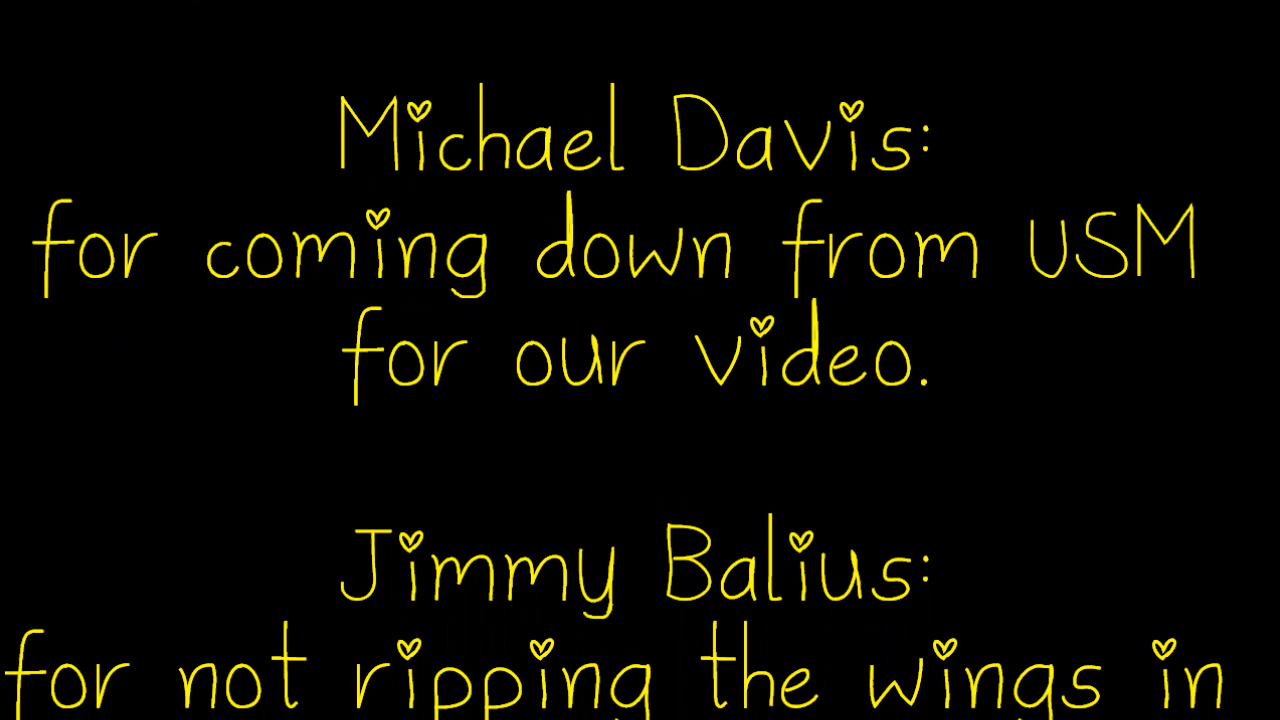 Michael Davis:
for coming down from USM
for our video.
Jimmy Balius:
for not ripping the wings in